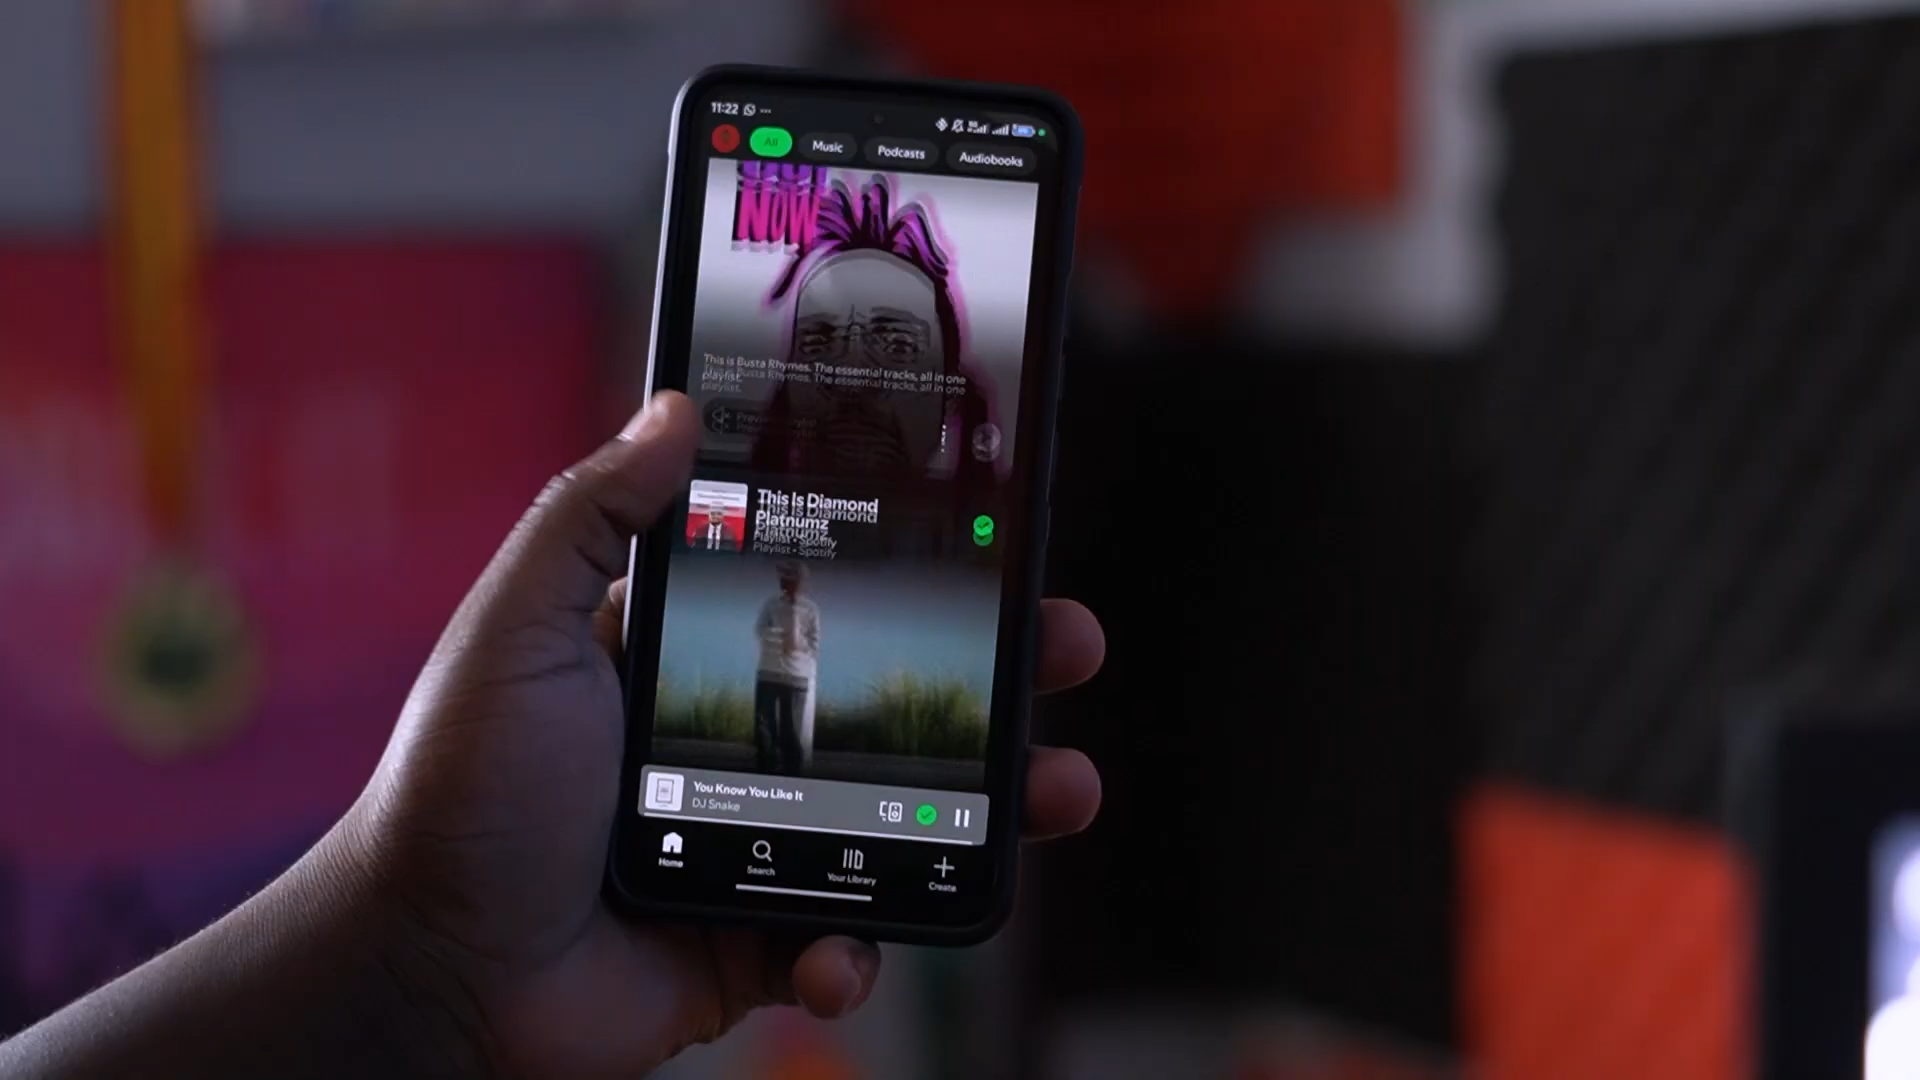 11:22
All
Music
Podcasts
Audiobooks
NOW
This is Busta Rhymes. The essential tracks, all in one
playlist.
This Is Diamond
Platnumz
Playlist • Spotify
You Know You Like It
DJ Snake
Home
Search
Your Library
Create